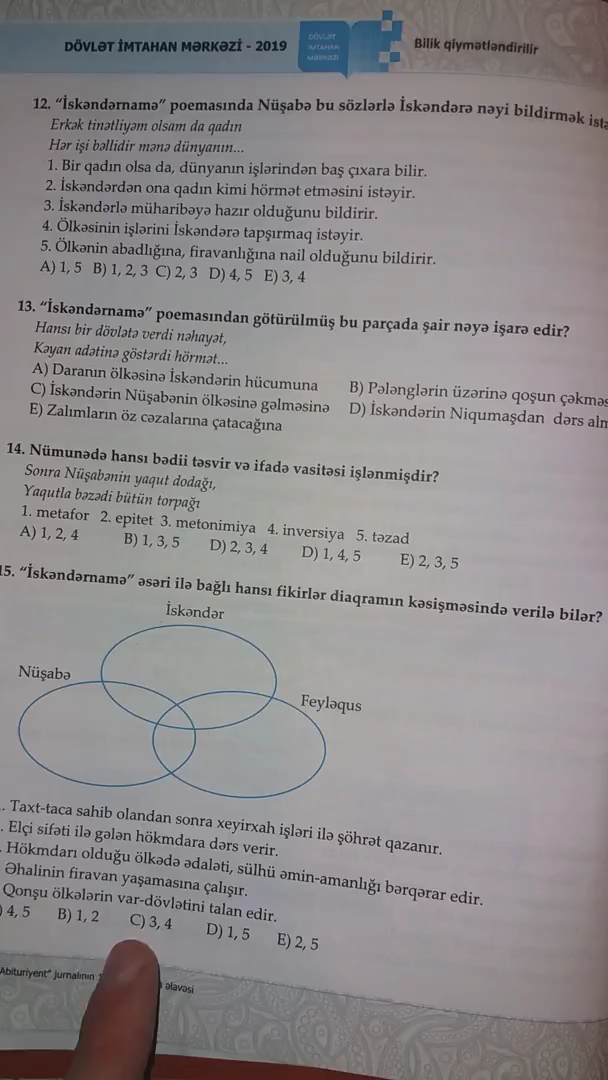 DÖVLƏT İMTAHAN MƏRKƏZİ - 2019
DÖVLƏT
İMTAHAN
MƏRKƏZİ
Bilik qiymətləndirilir
12. “İskəndərnamə” poemasında Nüşabə bu sözlərlə İskəndərə nəyi bildirmək istə
Erkək tinətliyəm olsam da qadın
Hər işi bəllidir mənə dünyanın...
1. Bir qadın olsa da, dünyanın işlərindən baş çıxara bilir.
2. İskəndərdən ona qadın kimi hörmət etməsini istəyir.
3. İskəndərlə müharibəyə hazır olduğunu bildirir.
4. Ölkəsinin işlərini İskəndərə tapşırmaq istəyir.
5. Ölkənin abadlığına, firavanlığına nail olduğunu bildirir.
A) 1, 5 B) 1, 2, 3 C) 2, 3 D) 4, 5 E) 3, 4
13. “İskəndərnamə” poemasından götürülmüş bu parçada şair nəyə işarə edir?
Hansı bir dövlətə verdi nəhayət,
Kəyan adətinə göstərdi hörmət...
A) Daranın ölkəsinə İskəndərin hücumuna B) Pələnglərin üzərinə qoşun çəkməs
C) İskəndərin Nüşabənin ölkəsinə gəlməsinə D) İskəndərin Niqumaşdan dərs alm
E) Zalımların öz cəzalarına çatacağına
14. Nümunədə hansı bədii təsvir və ifadə vasitəsi işlənmişdir?
Sonra Nüşabənin yaqut dodağı,
Yaqutla bəzədi bütün torpağı
1. metafor 2. epitet 3. metonimiya 4. inversiya 5. təzad
A) 1, 2, 4 B) 1, 3, 5 D) 2, 3, 4 D) 1, 4, 5 E) 2, 3, 5
15. “İskəndərnamə” əsəri ilə bağlı hansı fikirlər diaqramın kəsişməsində verilə bilər?
İskəndər
Nüşabə
Feyləqus
. Taxt-taca sahib olandan sonra xeyirxah işləri ilə şöhrət qazanır.
. Elçi sifəti ilə gələn hökmdara dərs verir.
. Hökmdarı olduğu ölkədə ədaləti, sülhü əmin-amanlığı bərqərar edir.
Əhalinin firavan yaşamasına çalışır.
Qonşu ölkələrin var-dövlətini talan edir.
) 4, 5 B) 1, 2 C) 3, 4 D) 1, 5 E) 2, 5
Abituriyent” jurnalının əlavəsi